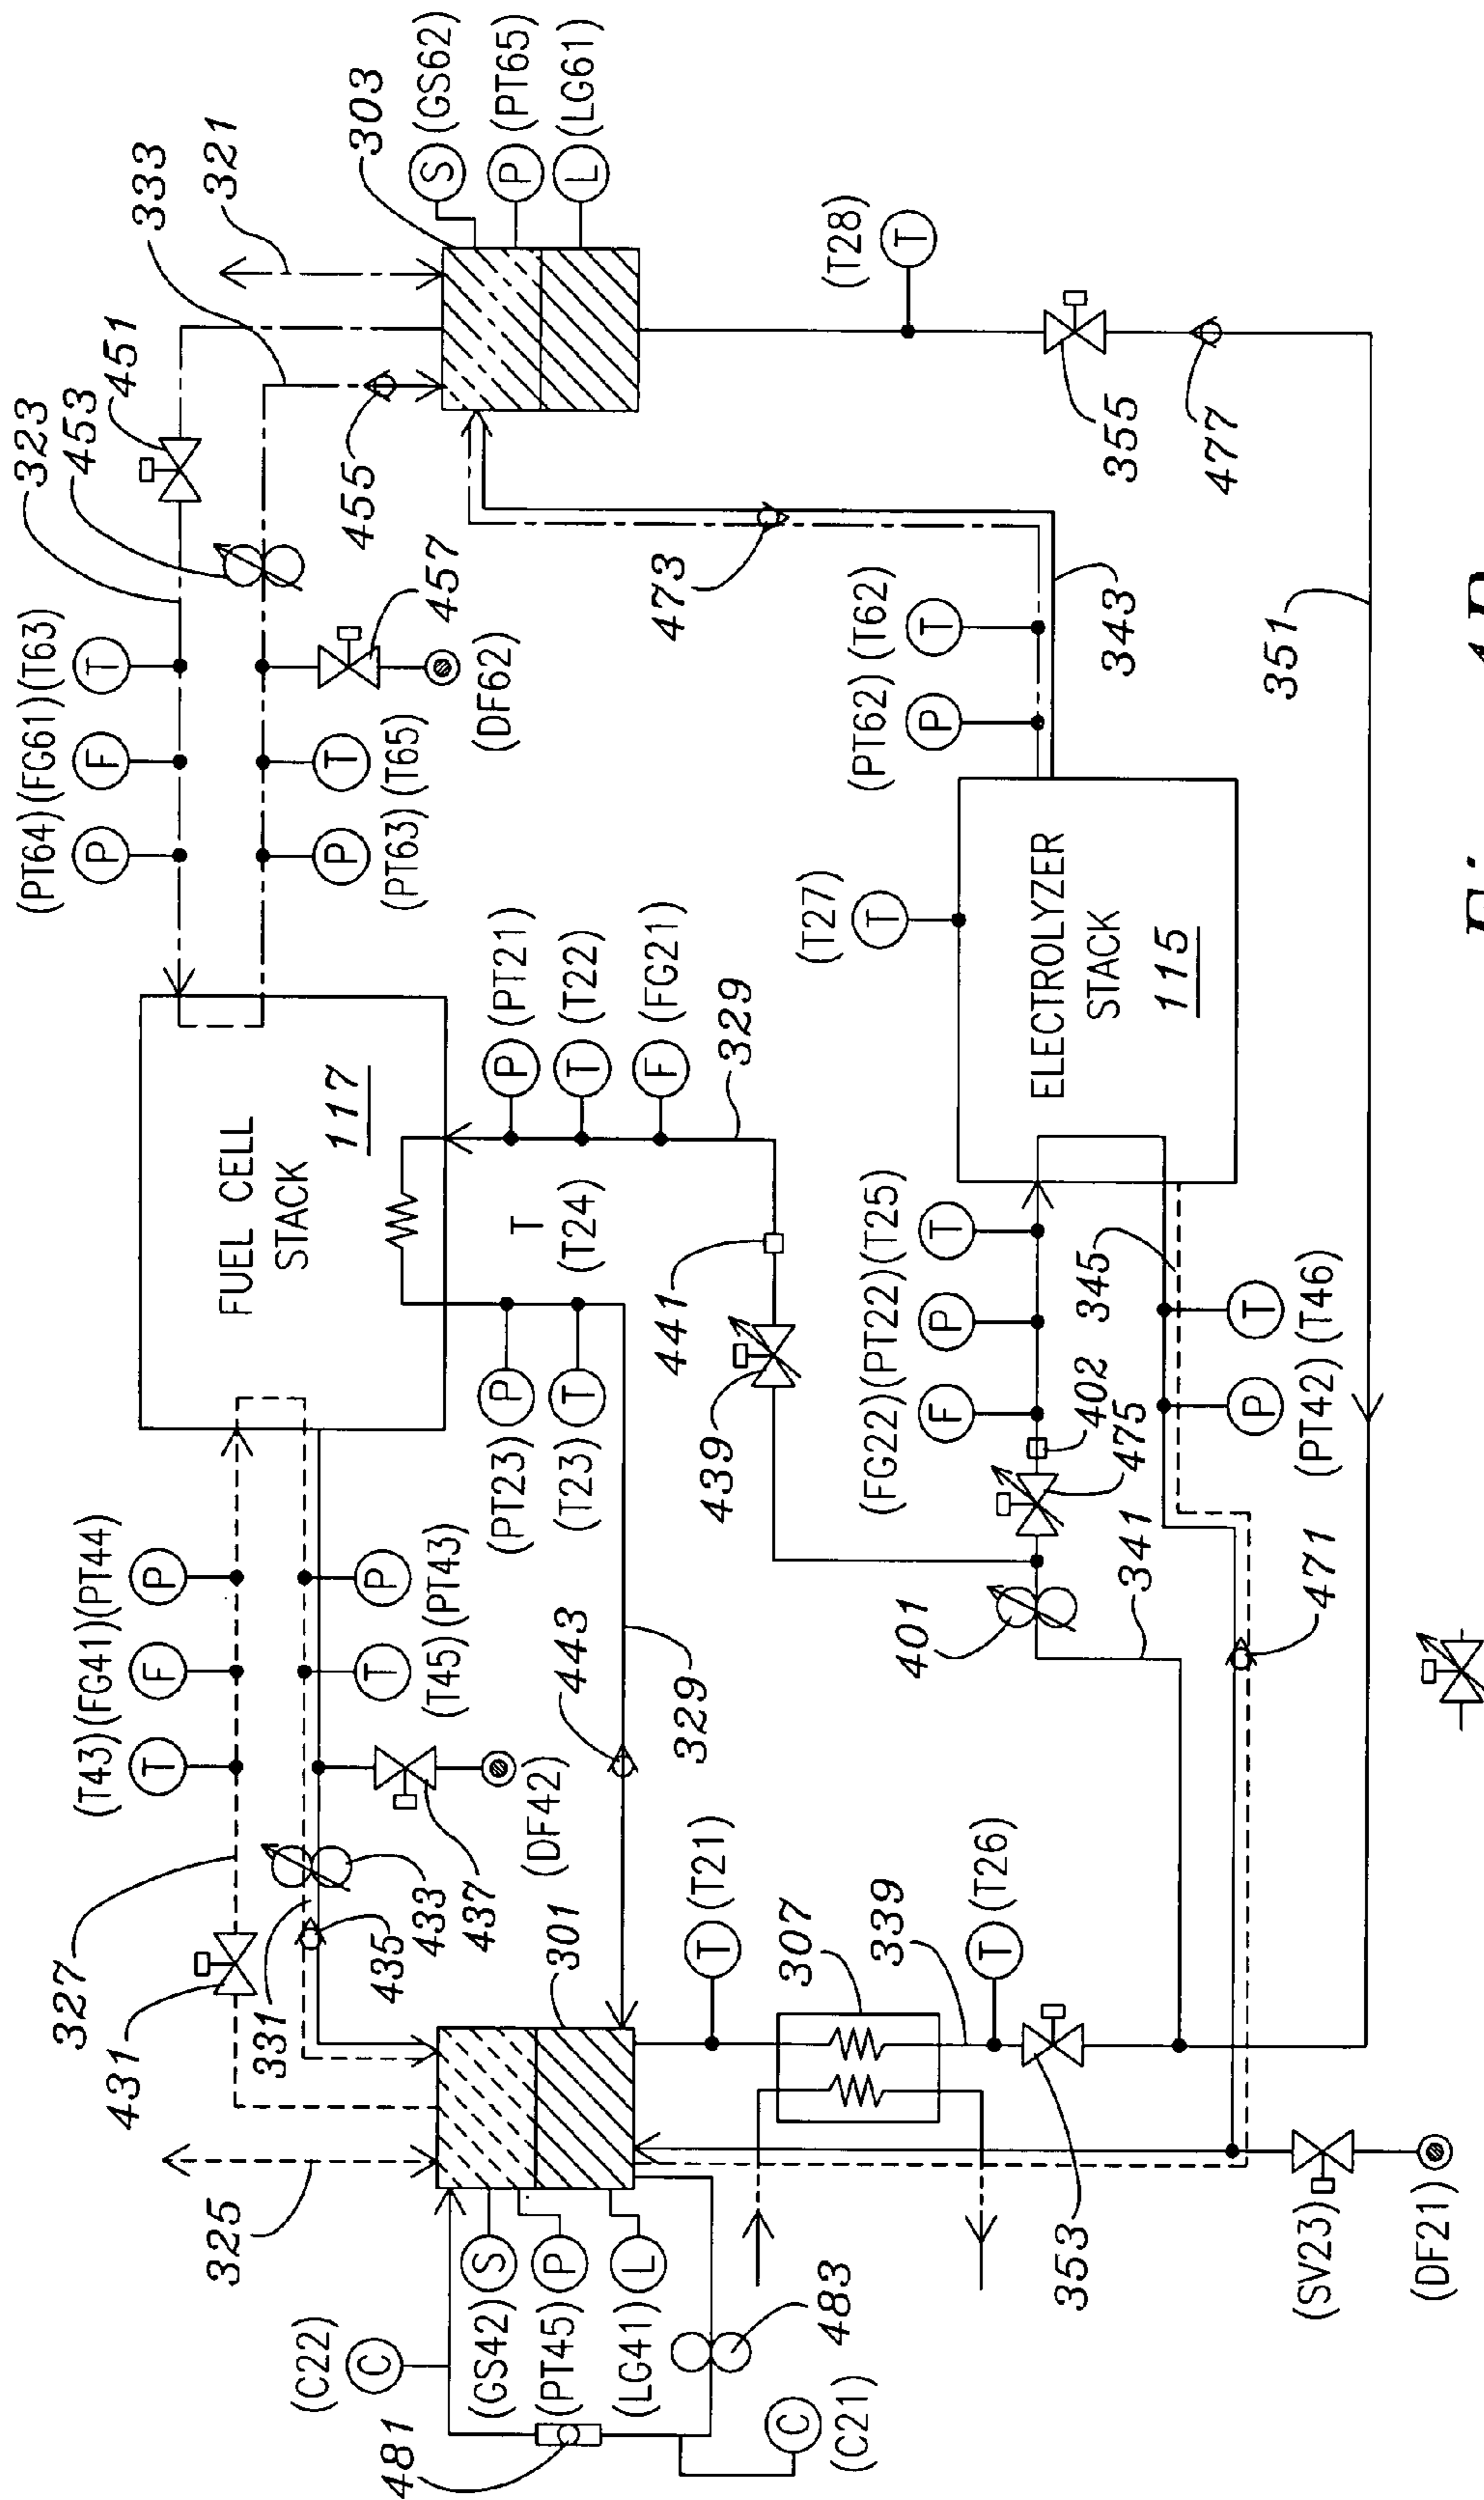 (PT64)(FG61)(T63)
P
F
T
323
453
451
333
321
303
S (GS62)
P (PT65)
L (LG61)
455
457
(DF62)
P
T
(PT63)(T65)
(T43)(FG41)(PT44)
T
F
P
327
431
331
435
433
437
(DF42)
T
P
(T45)(PT43)
FUEL CELL
STACK
117
P (PT21)
T (T22)
F (FG21)
329
T
(T24)
(PT23) P
(T23) T
443
329
441
439
325
301
(C22)
C
(GS42) S
(PT45) P
(LG41) L
481
483
C
(C21)
T (T21)
307
339
T (T26)
353
(SV23)
(DF21)
401
341
(FG22)(PT22)(T25)
F
P
T
402
475
345
P
T
(PT42)(T46)
471
(T27)
T
ELECTROLYZER
STACK
115
(PT62)(T62)
P
T
473
343
(T28)
T
355
477
351